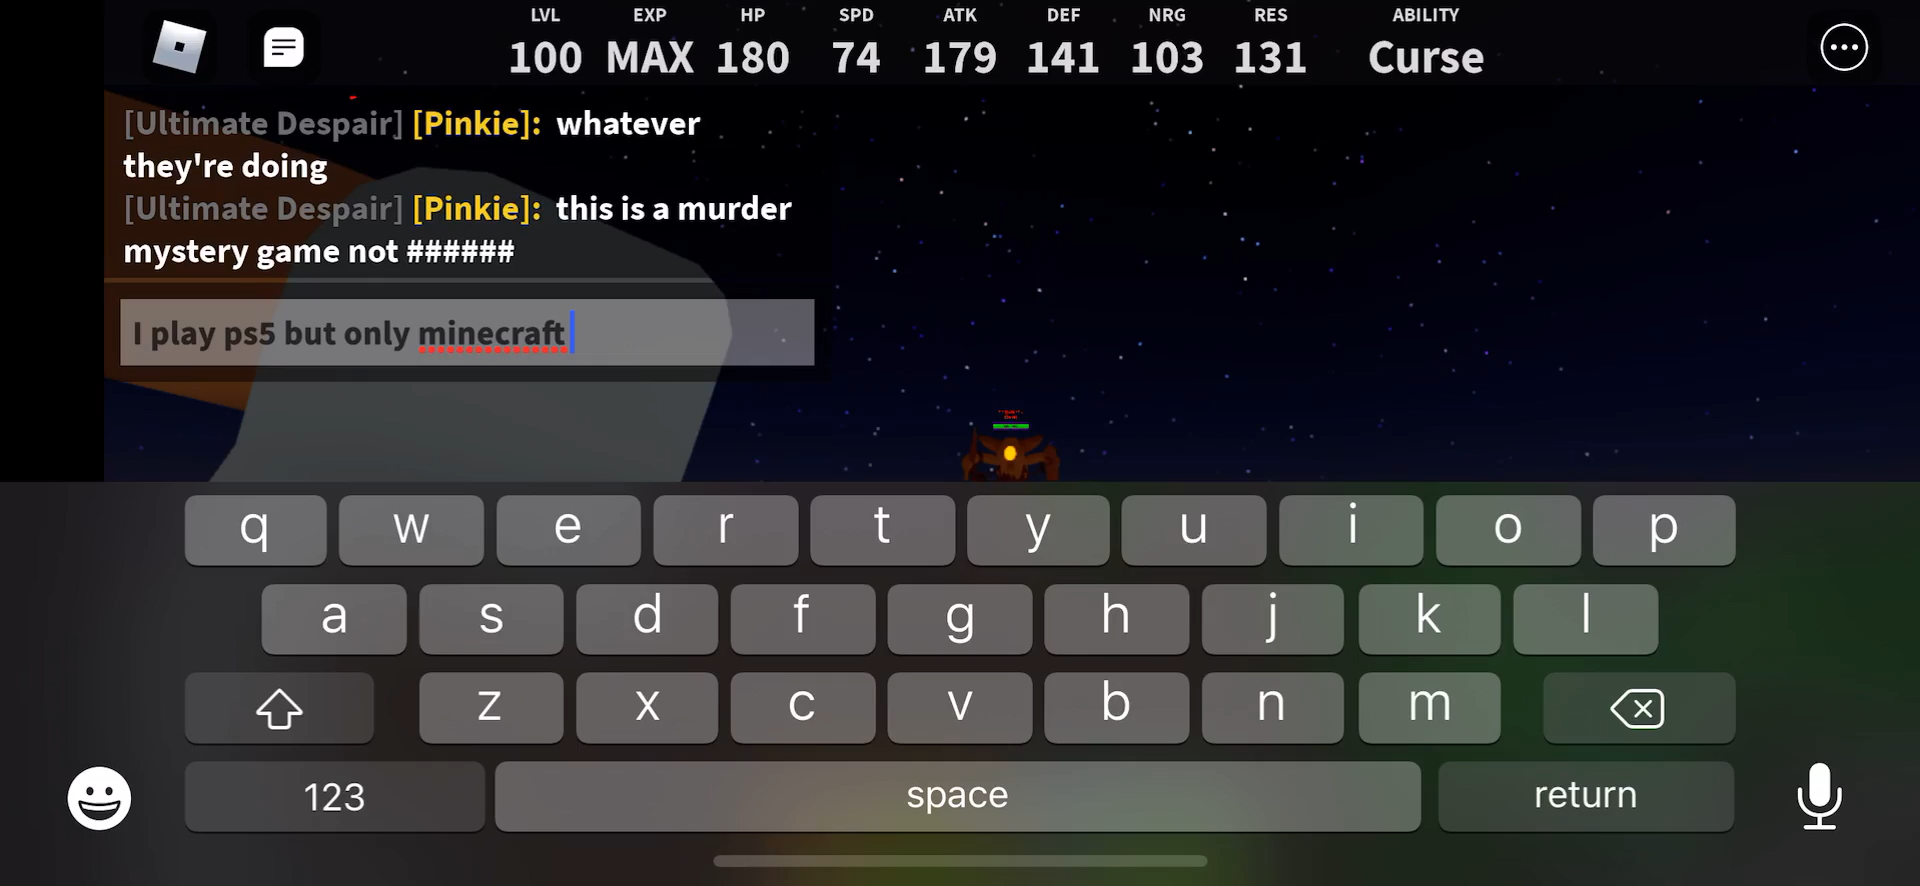 LVL EXP HP SPD ATK DEF NRG RES ABILITY
100 MAX 180 74 179 141 103 131 Curse
[Ultimate Despair] [Pinkie]: whatever
they're doing
[Ultimate Despair] [Pinkie]: this is a murder
mystery game not ######
I play ps5 but only minecraft
q w e r t y u i o p
a s d f g h j k l
z x c v b n m
123 space return